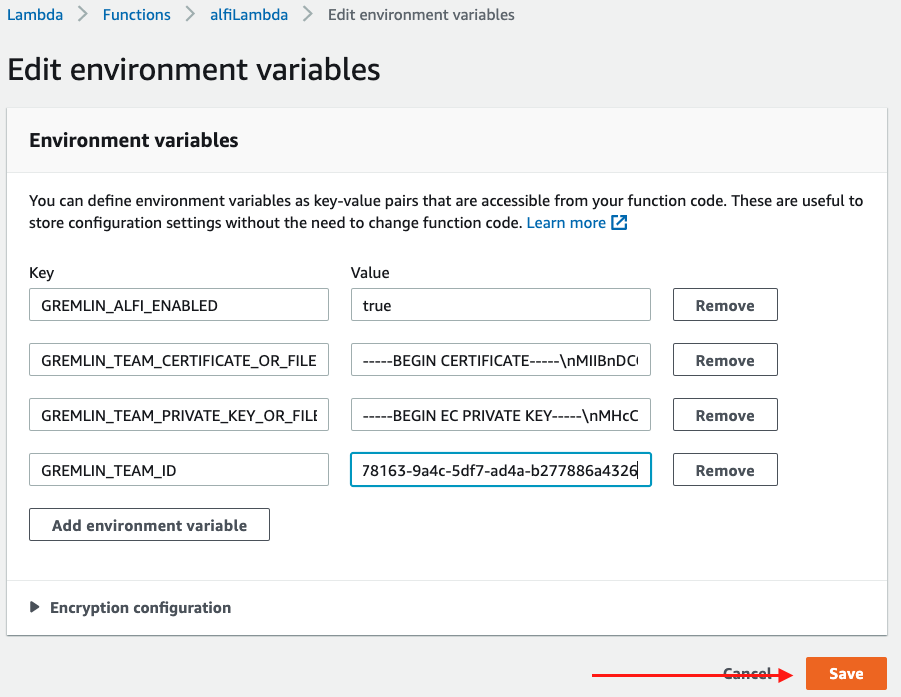 Lambda > Functions > alfiLambda > Edit environment variables
Edit environment variables
Environment variables
You can define environment variables as key-value pairs that are accessible from your function code. These are useful to
store configuration settings without the need to change function code. Learn more
Key Value
GREMLIN_ALFI_ENABLED true Remove
GREMLIN_TEAM_CERTIFICATE_OR_FILE -----BEGIN CERTIFICATE-----\nMIIBnDC Remove
GREMLIN_TEAM_PRIVATE_KEY_OR_FILE -----BEGIN EC PRIVATE KEY-----\nMHcC Remove
GREMLIN_TEAM_ID 78163-9a4c-5df7-ad4a-b277886a4326 Remove
Add environment variable
Encryption configuration
Cancel Save